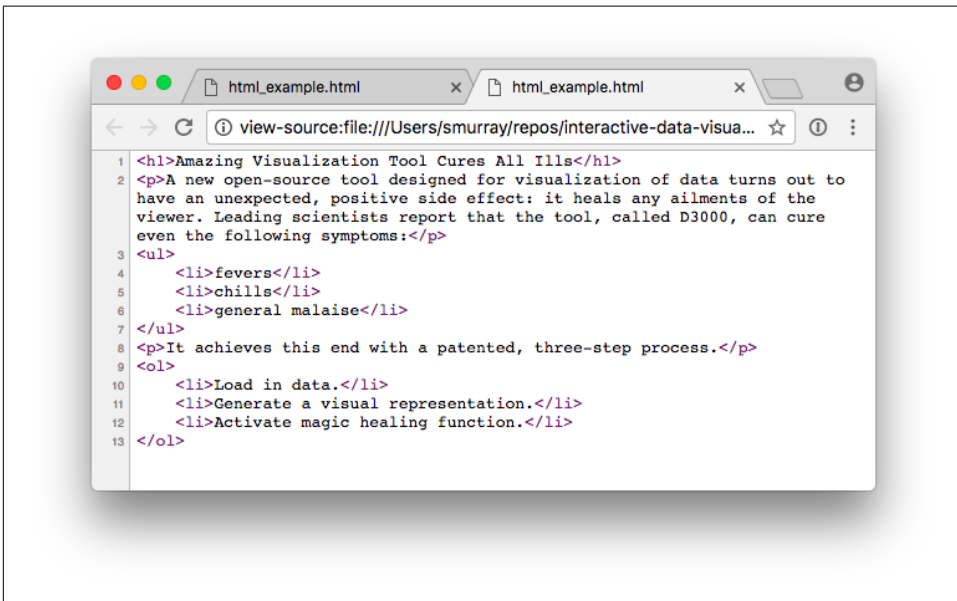 html_example.html
html_example.html
view-source:file:///Users/smurray/repos/interactive-data-visua...
1 <h1>Amazing Visualization Tool Cures All Ills</h1>
2 <p>A new open-source tool designed for visualization of data turns out to
have an unexpected, positive side effect: it heals any ailments of the
viewer. Leading scientists report that the tool, called D3000, can cure
even the following symptoms:</p>
3 <ul>
4 <li>fevers</li>
5 <li>chills</li>
6 <li>general malaise</li>
7 </ul>
8 <p>It achieves this end with a patented, three-step process.</p>
9 <ol>
10 <li>Load in data.</li>
11 <li>Generate a visual representation.</li>
12 <li>Activate magic healing function.</li>
13 </ol>